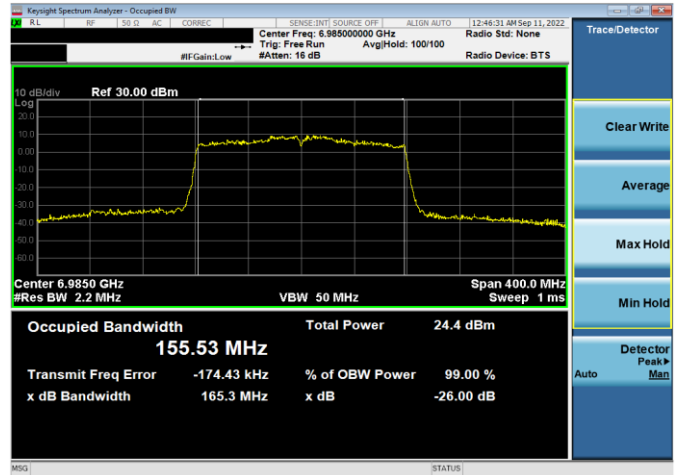 Keysight Spectrum Analyzer - Occupied BW
RL RF 50 Ω AC CORREC SENSE:INT SOURCE OFF ALIGN AUTO 12:46:31 AM Sep 11, 2022
Center Freq: 6.985000000 GHz Radio Std: None
Trig: Free Run Avg|Hold: 100/100
#IFGain:Low #Atten: 16 dB Radio Device: BTS
10 dB/div Ref 30.00 dBm
Log
20.0
10.0
0.00
-10.0
-20.0
-30.0
-40.0
-50.0
-60.0
Center 6.9850 GHz Span 400.0 MHz
#Res BW 2.2 MHz VBW 50 MHz Sweep 1 ms
Occupied Bandwidth Total Power 24.4 dBm
155.53 MHz
Transmit Freq Error -174.43 kHz % of OBW Power 99.00 %
x dB Bandwidth 165.3 MHz x dB -26.00 dB
MSG STATUS
Trace/Detector
Clear Write
Average
Max Hold
Min Hold
Detector
Peak▶
Auto Man